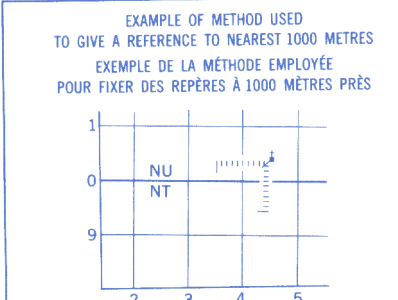 EXAMPLE OF METHOD USED
TO GIVE A REFERENCE TO NEAREST 1000 METRES
EXEMPLE DE LA MÉTHODE EMPLOYÉE
POUR FIXER DES REPÈRES À 1000 MÈTRES PRÈS
1
NU
0
NT
9
2 3 4 5